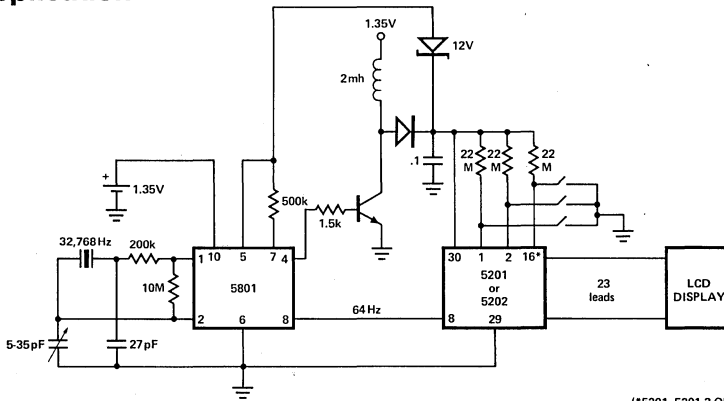 1.35V
12V
2mh
.1
22 M
22 M
22 M
+
1.35V
500k
1.5k
32,768Hz
200k
10M
1 10 5 7 4
5801
2 6 8
30 1 2 16*
5201
or
5202
8 29
64Hz
23
leads
LCD
DISPLAY
5-35pF
27pF